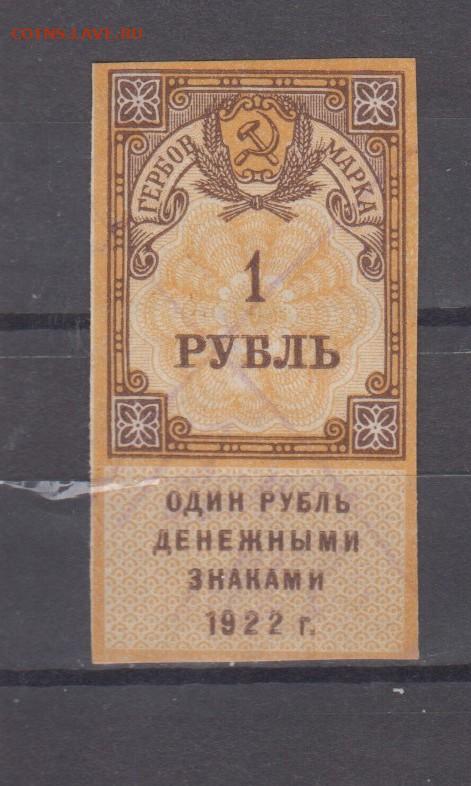 COINS.LAVE.RU
ГЕРБОВ МАРКА
1
РУБЛЬ
ОДИН РУБЛЬ
ДЕНЕЖНЫМИ
ЗНАКАМИ
1922 г.